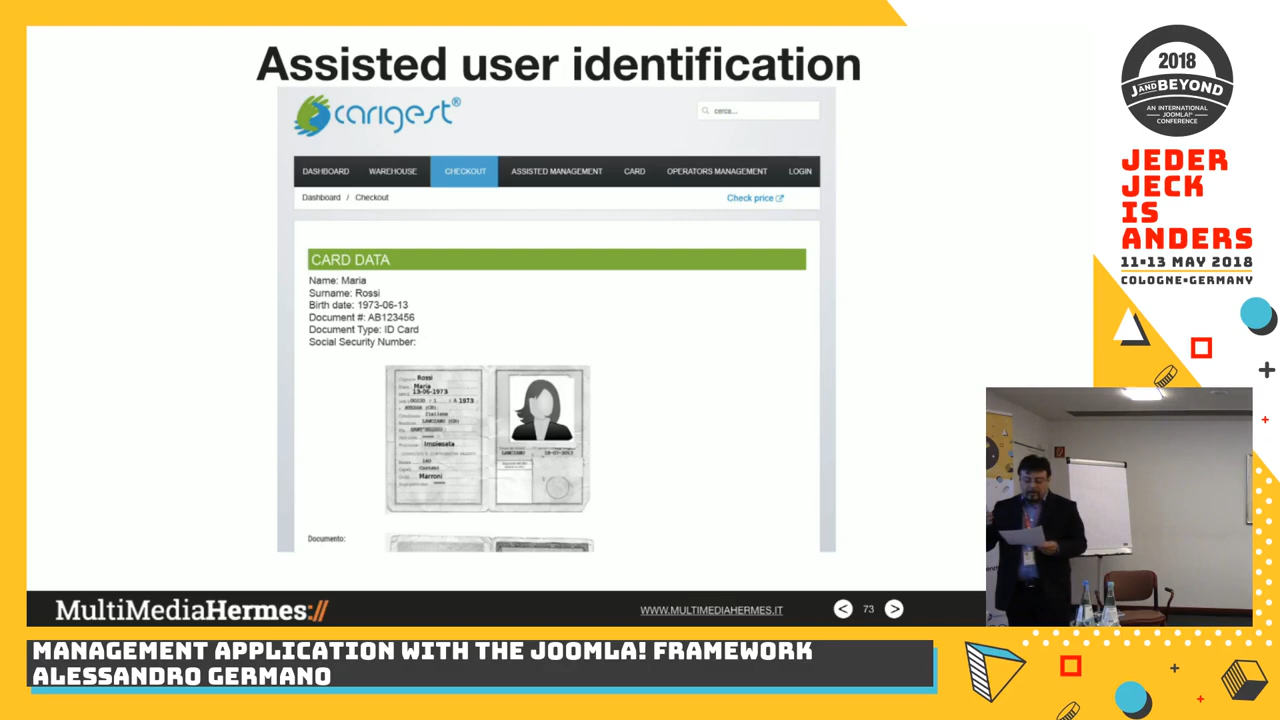 Assisted user identification
carigest®
cerca...
DASHBOARD WAREHOUSE CHECKOUT ASSISTED MANAGEMENT CARD OPERATORS MANAGEMENT LOGIN
Dashboard / Checkout
Check price
CARD DATA
Name: Maria
Surname: Rossi
Birth date: 1973-06-13
Document #: AB123456
Document Type: ID Card
Social Security Number:
Rossi
Maria
13-06-1973
1973
Impiegata
Marroni
LANCIANO
Documento:
MultiMediaHermes://
WWW.MULTIMEDIAHERMES.IT
< 73 >
MANAGEMENT APPLICATION WITH THE JOOMLA! FRAMEWORK
ALESSANDRO GERMANO
2018
J AND BEYOND
AN INTERNATIONAL
JOOMLA!®
CONFERENCE
JEDER
JECK
IS
ANDERS
11•13 MAY 2018
COLOGNE•GERMANY